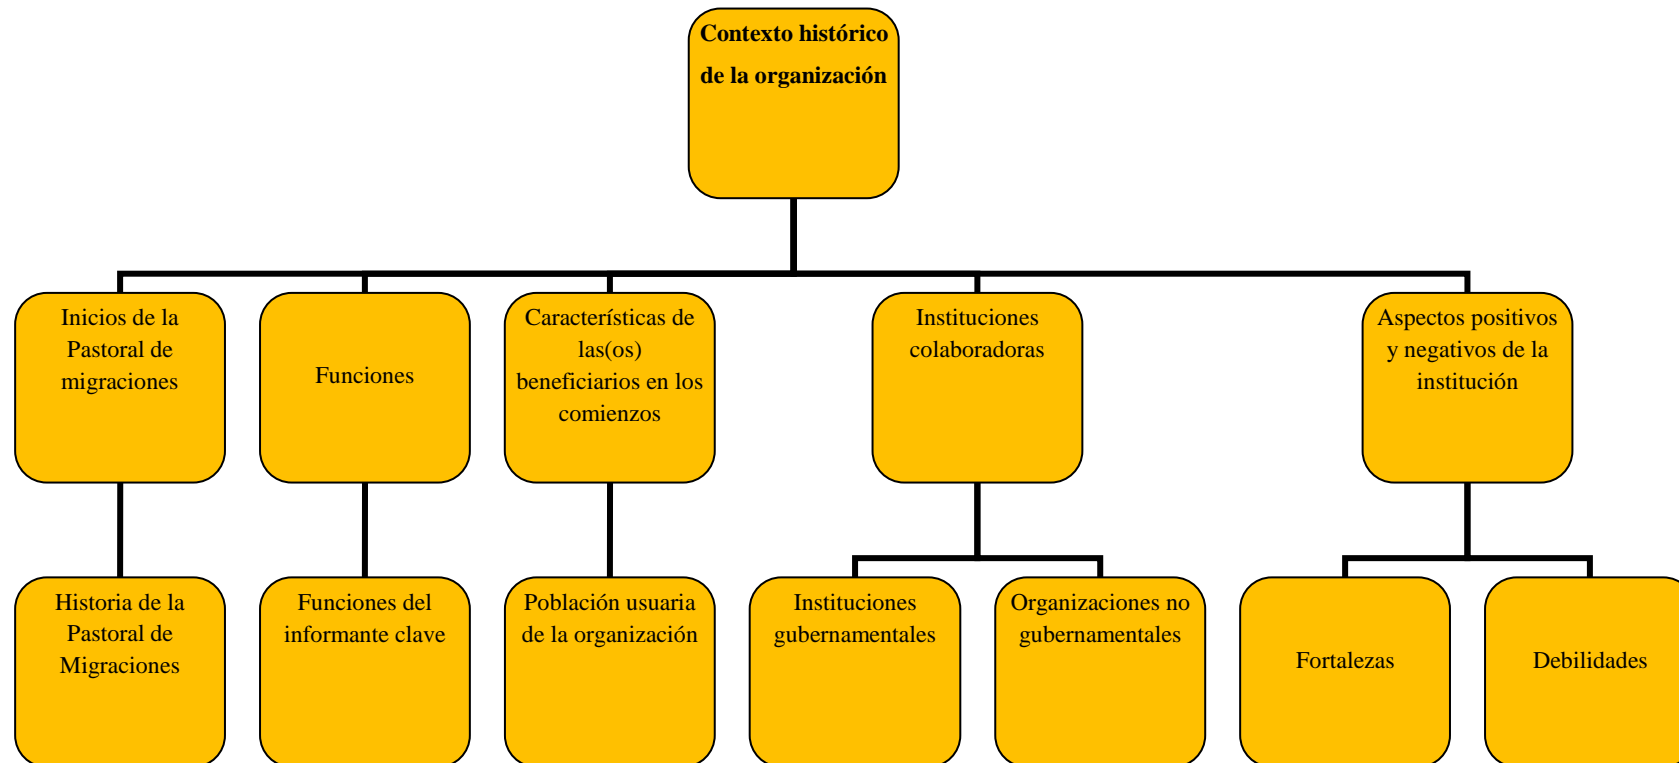 Contexto histórico
de la organización
Inicios de la
Pastoral de
migraciones
Funciones
Características de
las(os)
beneficiarios en los
comienzos
Instituciones
colaboradoras
Aspectos positivos
y negativos de la
institución
Historia de la
Pastoral de
Migraciones
Funciones del
informante clave
Población usuaria
de la organización
Instituciones
gubernamentales
Organizaciones no
gubernamentales
Fortalezas
Debilidades